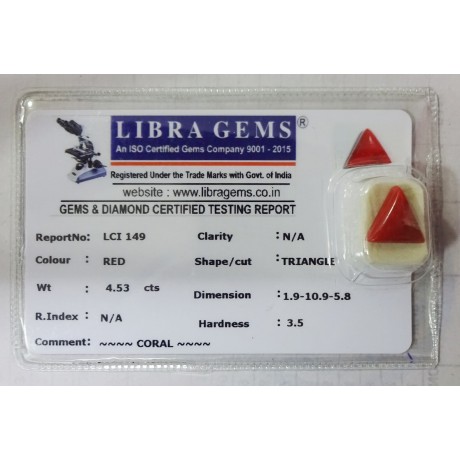 LIBRA GEMS ®
An ISO Certified Gems Company 9001 - 2015
Registered Under the Trade Marks with Govt. of India
website : www.libragems.co.in
GEMS & DIAMOND CERTIFIED TESTING REPORT
ReportNo: LCI 149 Clarity : N/A
Colour : RED Shape/cut : TRIANGLE
Wt : 4.53 cts Dimension : 1.9-10.9-5.8
R.Index : N/A Hardness : 3.5
Comment: ~~~~ CORAL ~~~~